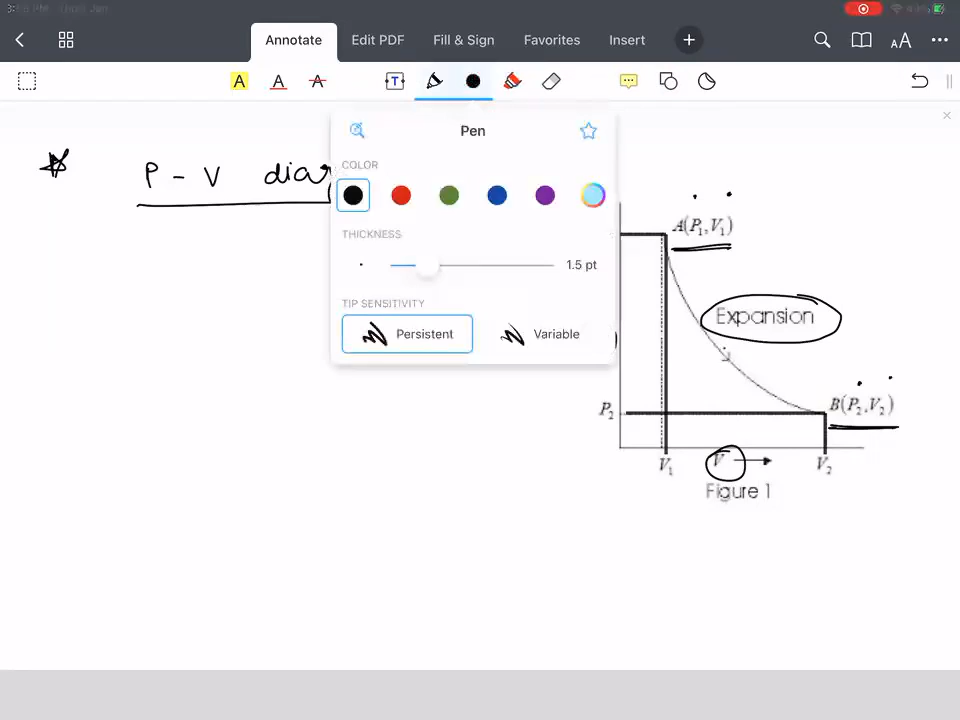 Annotate Edit PDF Fill & Sign Favorites Insert
A A A T AA
Pen
COLOR
THICKNESS
1.5 pt
TIP SENSITIVITY
Persistent Variable
P - V
A(P₁,V₁)
Expansion
B(P₂,V₂)
P₂
V₁ V V₂
Figure 1